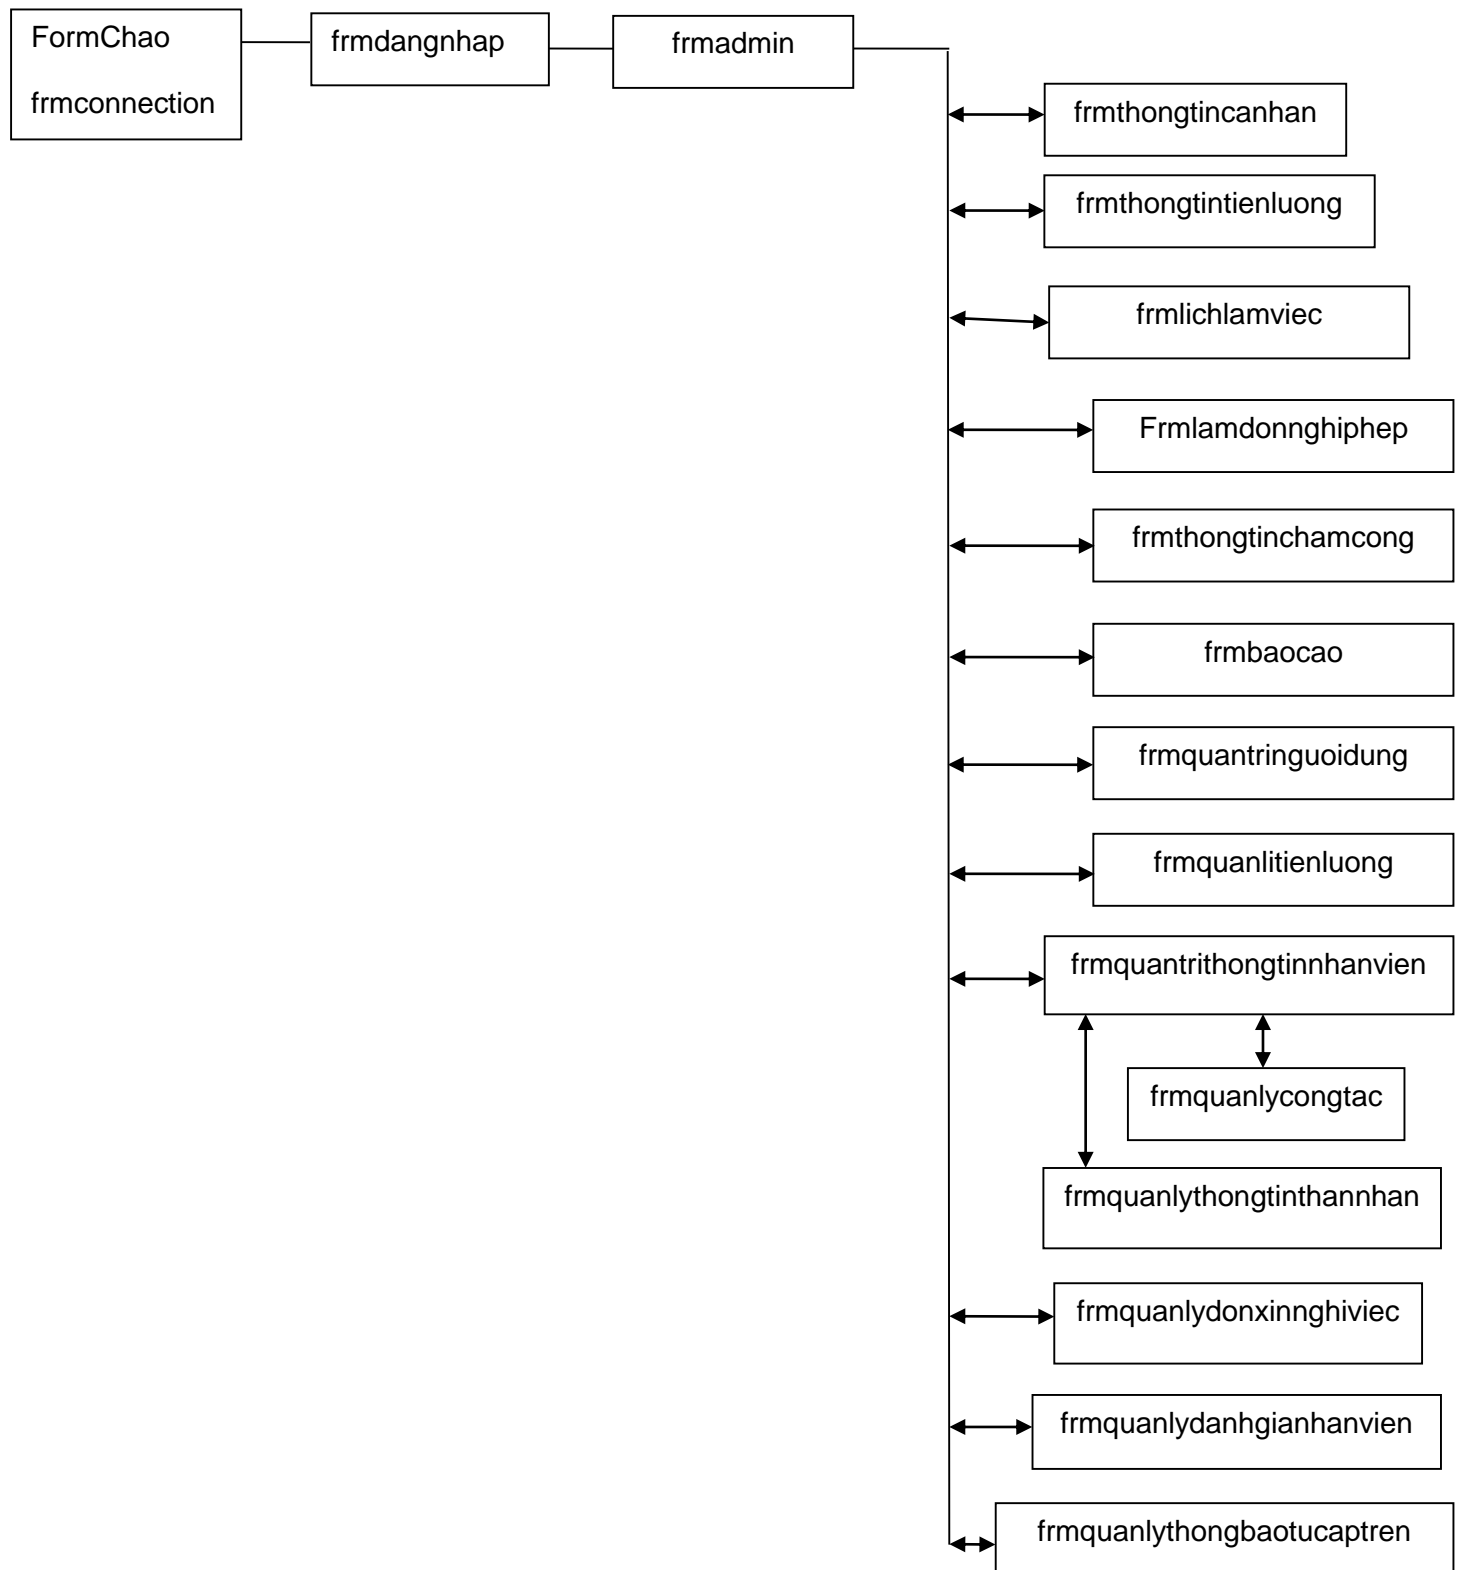 FormChao
frmconnection
frmdangnhap
frmadmin
frmthongtincanhan
frmthongtintienluong
frmlichlamviec
Frmlamdonnghiphep
frmthongtinchamcong
frmbaocao
frmquantringuoidung
frmquanlitienluong
frmquantrithongtinnhanvien
frmquanlycongtac
frmquanlythongtinthannhan
frmquanlydonxinnghiviec
frmquanlydanhgianhanvien
frmquanlythongbaotucaptren